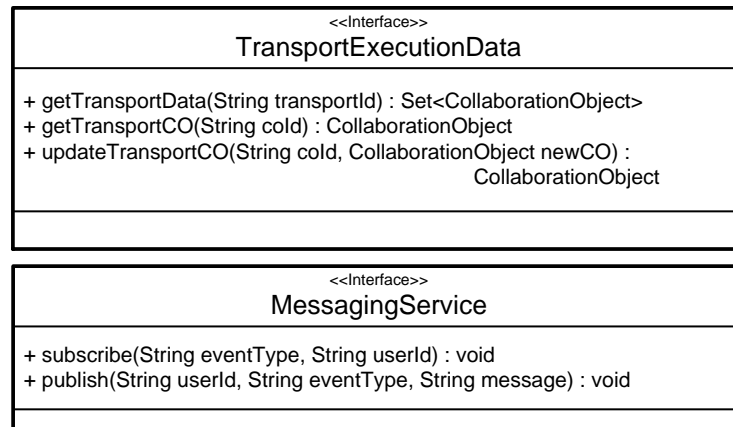 <<Interface>>
TransportExecutionData
+ getTransportData(String transportId) : Set<CollaborationObject>
+ getTransportCO(String coId) : CollaborationObject
+ updateTransportCO(String coId, CollaborationObject newCO) :
CollaborationObject
<<Interface>>
MessagingService
+ subscribe(String eventType, String userId) : void
+ publish(String userId, String eventType, String message) : void